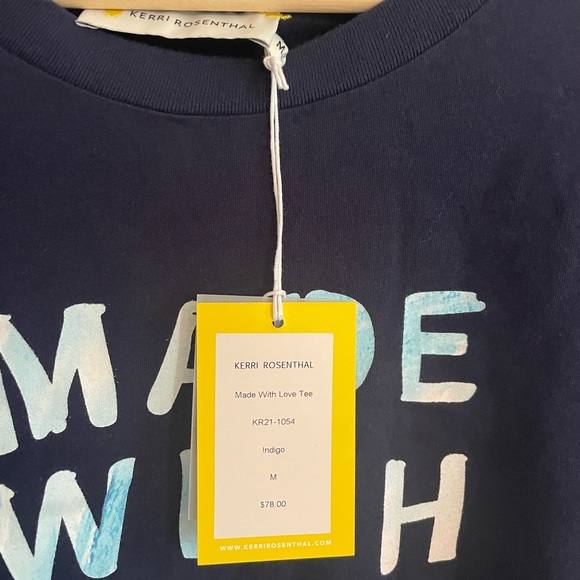 KERRI ROSENTHAL
M
MADE
KERRI ROSENTHAL
Made With Love Tee
KR21-1054
Indigo
M
$78.00
WWW.KERRIROSENTHAL.COM
WITH